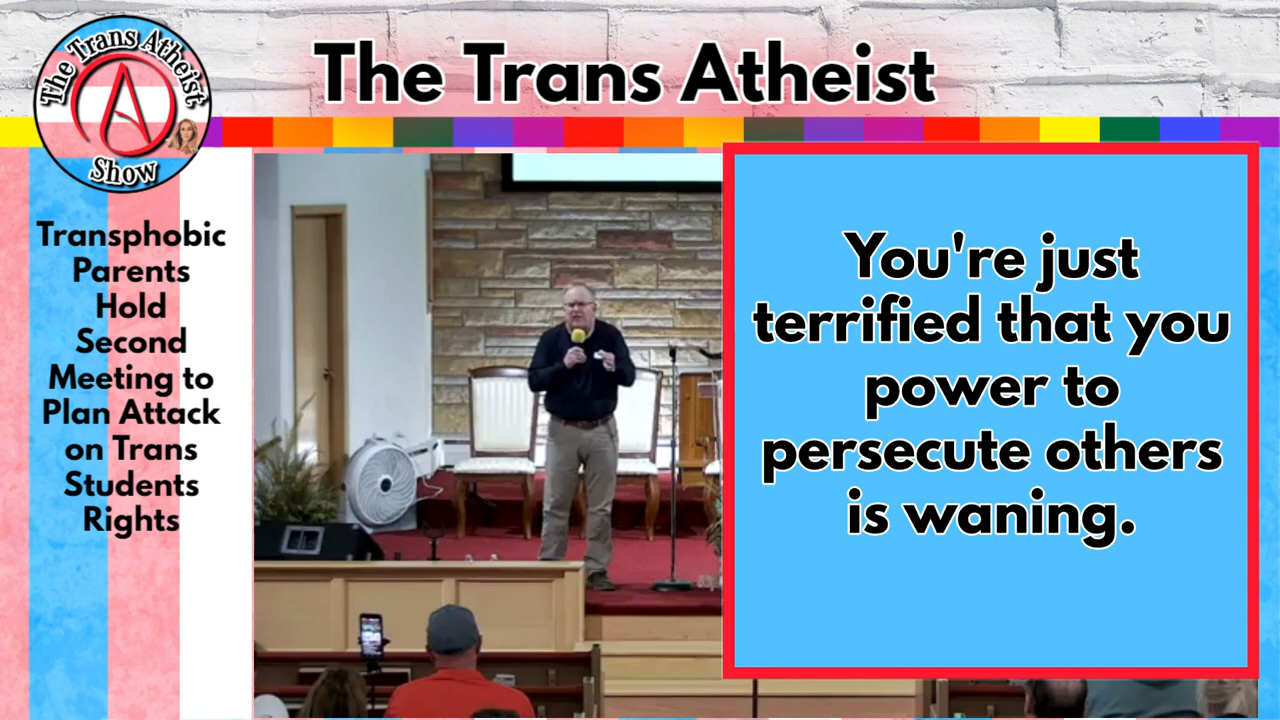 The Trans Atheist
Show
The Trans Atheist
Transphobic
Parents
Hold
Second
Meeting to
Plan Attack
on Trans
Students
Rights
You're just
terrified that you
power to
persecute others
is waning.